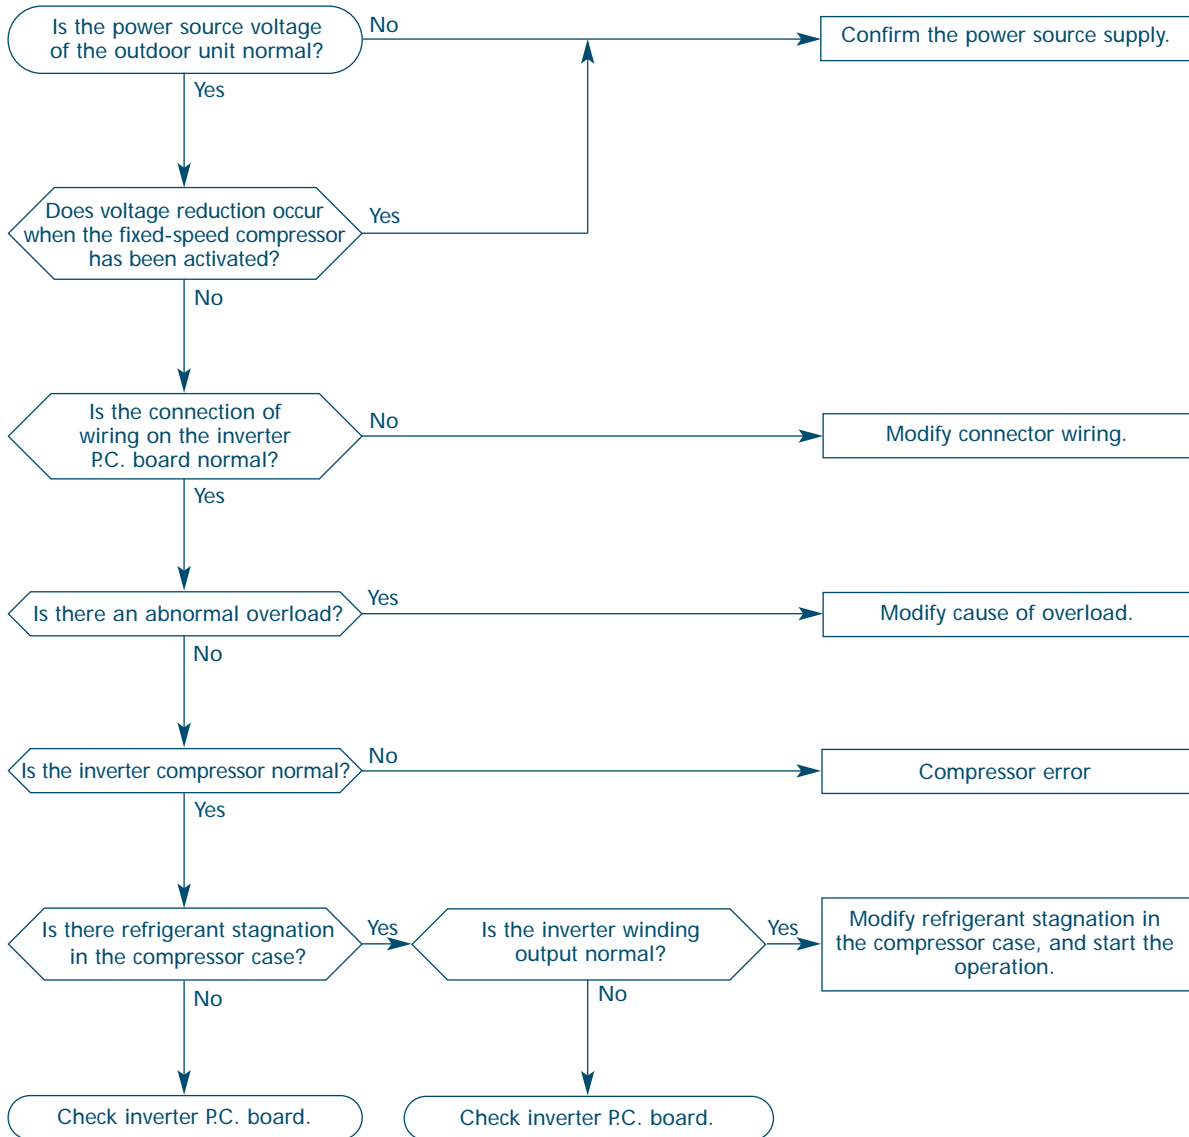 Is the power source voltage
of the outdoor unit normal?
No
Confirm the power source supply.
Yes
Does voltage reduction occur
when the fixed-speed compressor
has been activated?
Yes
No
Is the connection of
wiring on the inverter
P.C. board normal?
No
Modify connector wiring.
Yes
Is there an abnormal overload?
Yes
Modify cause of overload.
No
Is the inverter compressor normal?
No
Compressor error
Yes
Is there refrigerant stagnation
in the compressor case?
Yes
Is the inverter winding
output normal?
Yes
Modify refrigerant stagnation in
the compressor case, and start the
operation.
No
No
Check inverter P.C. board.
Check inverter P.C. board.